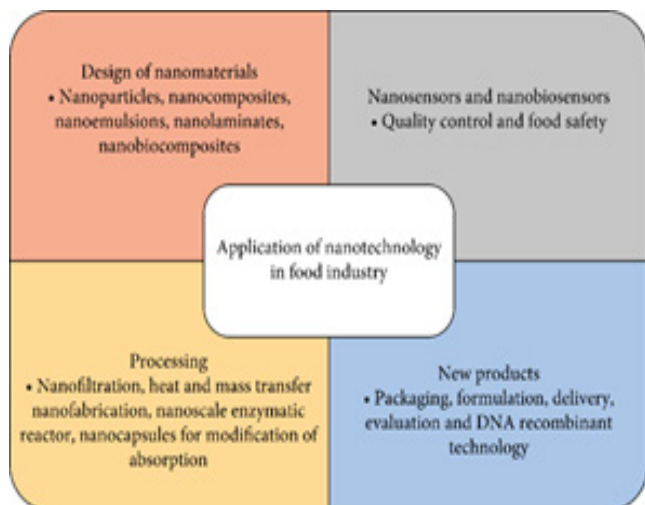 Design of nanomaterials
• Nanoparticles, nanocomposites,
nanoemulsions, nanolaminates,
nanobiocomposites
Nanosensors and nanobiosensors
• Quality control and food safety
Application of nanotechnology
in food industry
Processing
• Nanofiltration, heat and mass transfer
nanofabrication, nanoscale enzymatic
reactor, nanocapsules for modification of
absorption
New products
• Packaging, formulation, delivery,
evaluation and DNA recombinant
technology